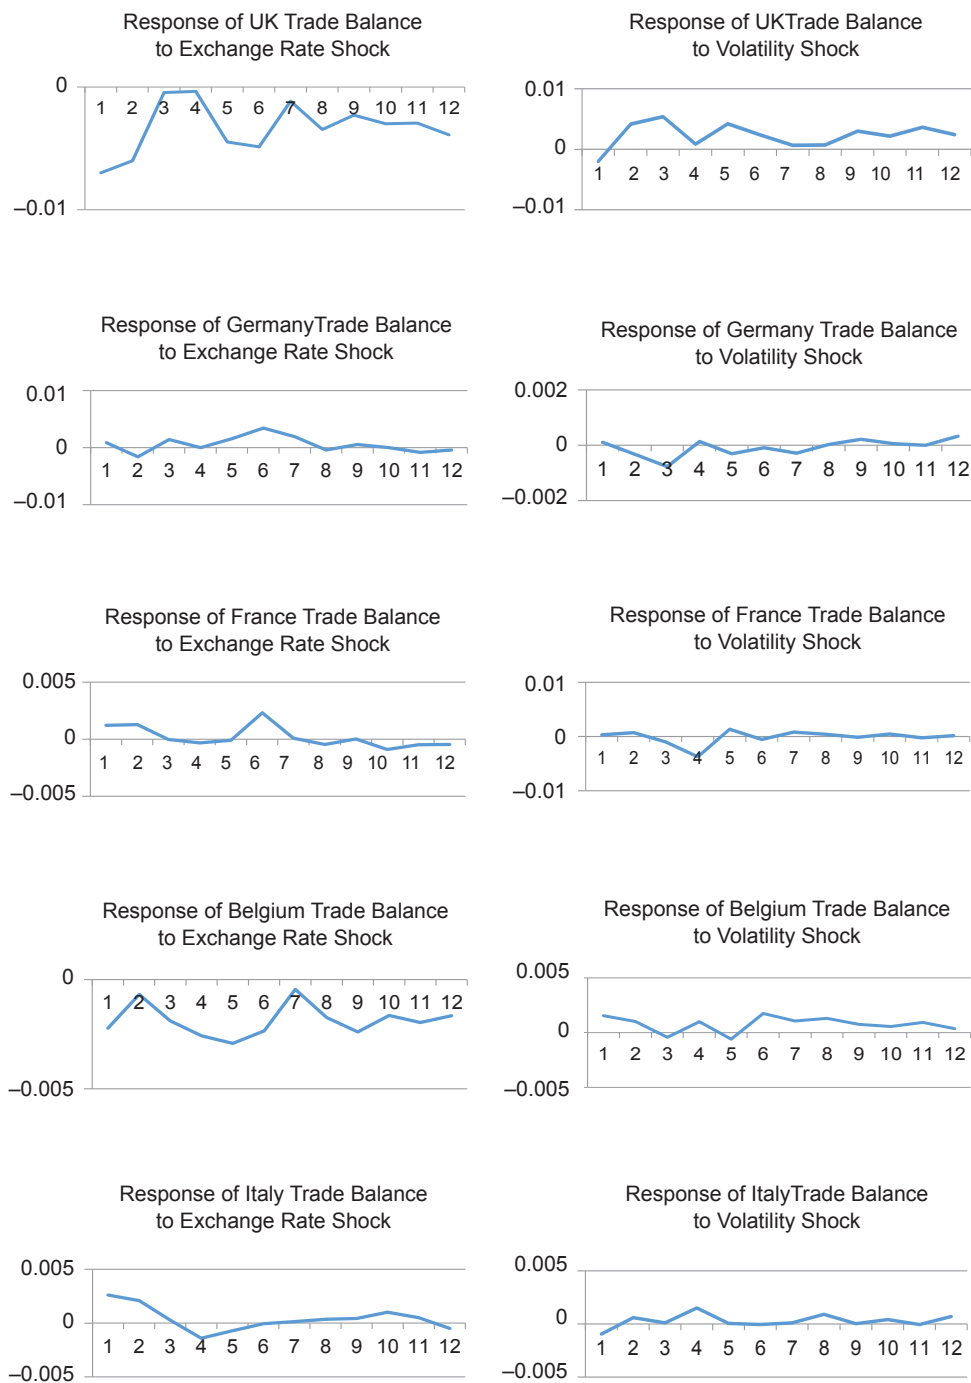 Response of UK Trade Balance
to Exchange Rate Shock
0
1 2 3 4 5 6 7 8 9 10 11 12
–0.01
Response of UKTrade Balance
to Volatility Shock
0.01
0
1 2 3 4 5 6 7 8 9 10 11 12
–0.01
Response of GermanyTrade Balance
to Exchange Rate Shock
0.01
0
1 2 3 4 5 6 7 8 9 10 11 12
–0.01
Response of Germany Trade Balance
to Volatility Shock
0.002
0
1 2 3 4 5 6 7 8 9 10 11 12
–0.002
Response of France Trade Balance
to Exchange Rate Shock
0.005
0
1 2 3 4 5 6 7 8 9 10 11 12
–0.005
Response of France Trade Balance
to Volatility Shock
0.01
0
1 2 3 4 5 6 7 8 9 10 11 12
–0.01
Response of Belgium Trade Balance
to Exchange Rate Shock
0
1 2 3 4 5 6 7 8 9 10 11 12
–0.005
Response of Belgium Trade Balance
to Volatility Shock
0.005
0
1 2 3 4 5 6 7 8 9 10 11 12
–0.005
Response of Italy Trade Balance
to Exchange Rate Shock
0.005
0
1 2 3 4 5 6 7 8 9 10 11 12
–0.005
Response of ItalyTrade Balance
to Volatility Shock
0.005
0
1 2 3 4 5 6 7 8 9 10 11 12
–0.005